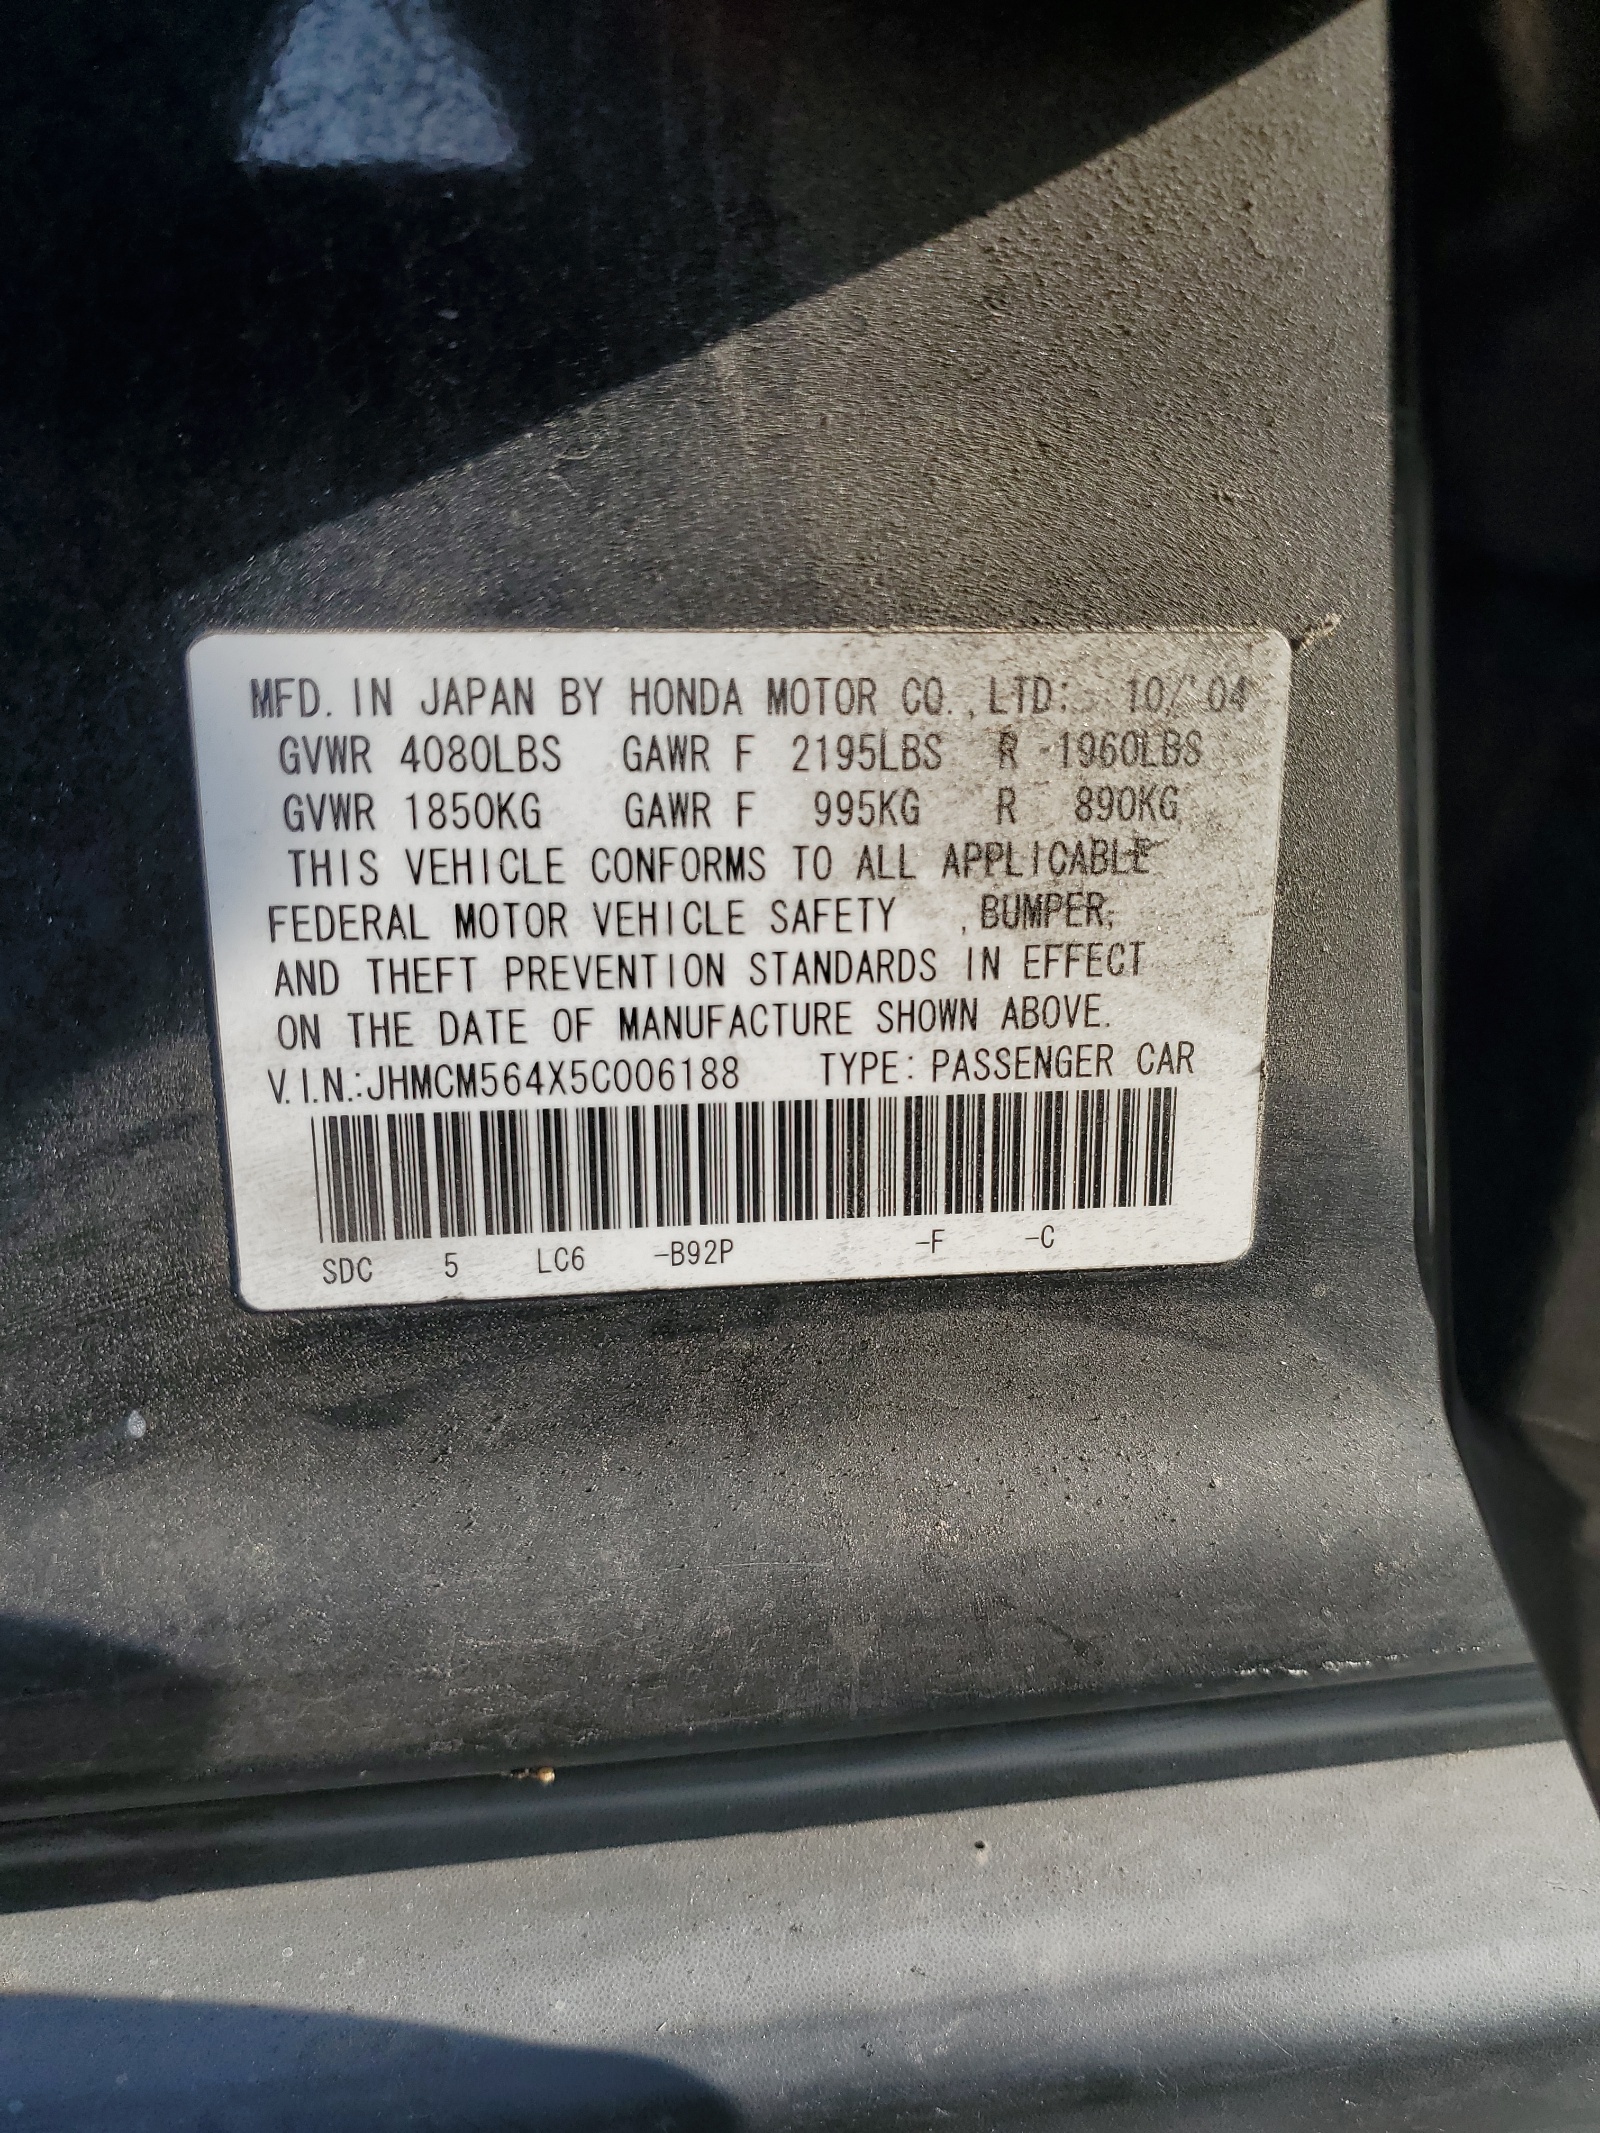 MFD. IN JAPAN BY HONDA MOTOR CO., LTD: 10/'04
GVWR 4080LBS GAWR F 2195LBS R 1960LBS
GVWR 1850KG GAWR F 995KG R 890KG
THIS VEHICLE CONFORMS TO ALL APPLICABLE
FEDERAL MOTOR VEHICLE SAFETY , BUMPER,
AND THEFT PREVENTION STANDARDS IN EFFECT
ON THE DATE OF MANUFACTURE SHOWN ABOVE.
V.I.N.:JHMCM564X5C006188 TYPE: PASSENGER CAR
SDC 5 LC6 -B92P -F -C